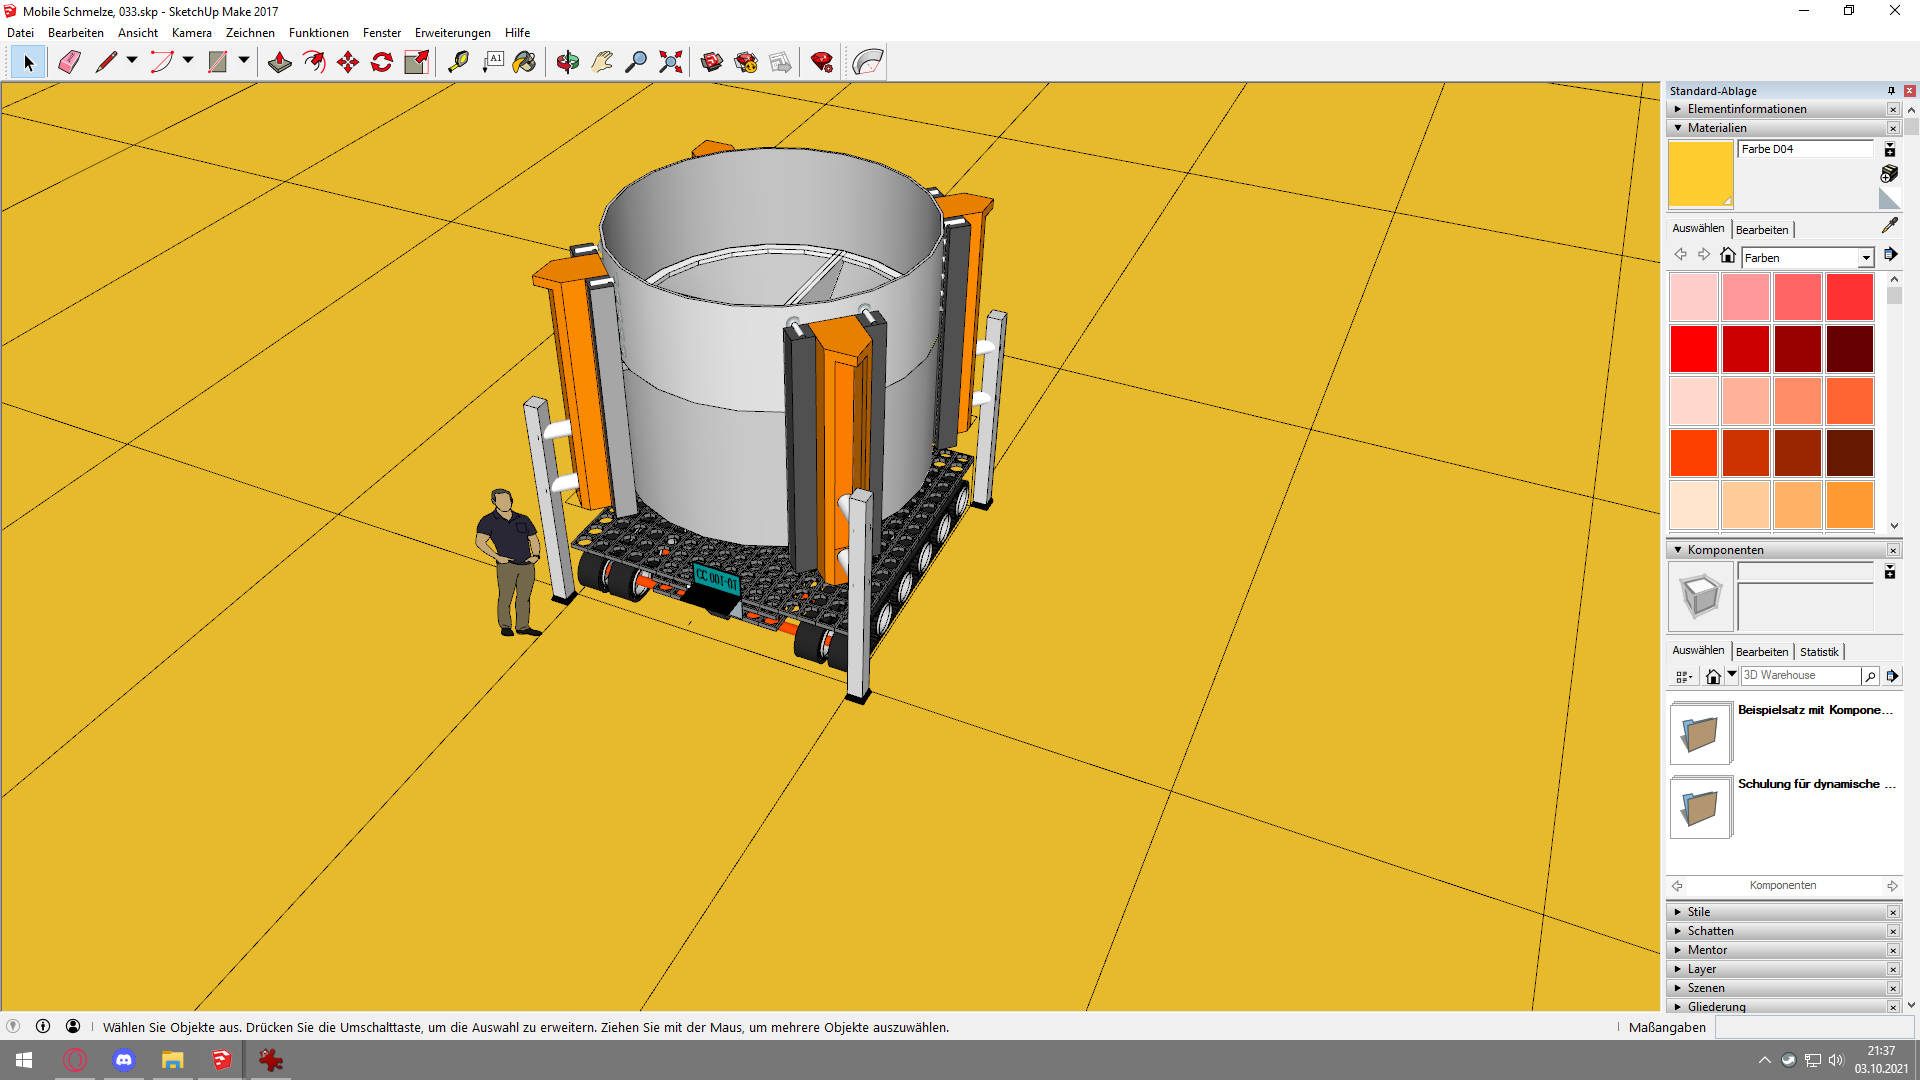 Mobile Schmelze, 033.skp - SketchUp Make 2017
Datei Bearbeiten Ansicht Kamera Zeichnen Funktionen Fenster Erweiterungen Hilfe
A1
Standard-Ablage
Elementinformationen
Materialien
Farbe D04
Auswählen Bearbeiten
Farben
Komponenten
Auswählen Bearbeiten Statistik
3D Warehouse
Beispielsatz mit Kompone...
Schulung für dynamische ...
Komponenten
Stile
Schatten
Mentor
Layer
Szenen
Gliederung
Wählen Sie Objekte aus. Drücken Sie die Umschalttaste, um die Auswahl zu erweitern. Ziehen Sie mit der Maus, um mehrere Objekte auszuwählen.
Maßangaben
21:37
03.10.2021